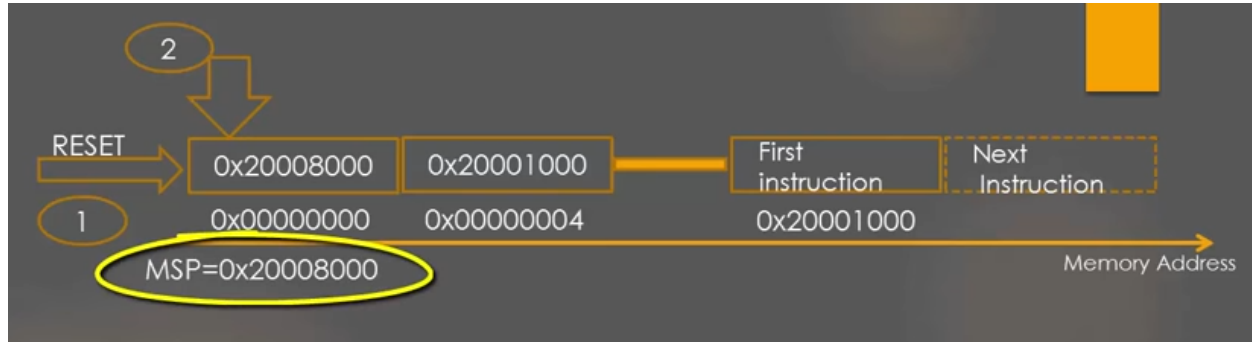 2
RESET
0x20008000
0x20001000
First
instruction
Next
Instruction
1
0x00000000
0x00000004
0x20001000
MSP=0x20008000
Memory Address